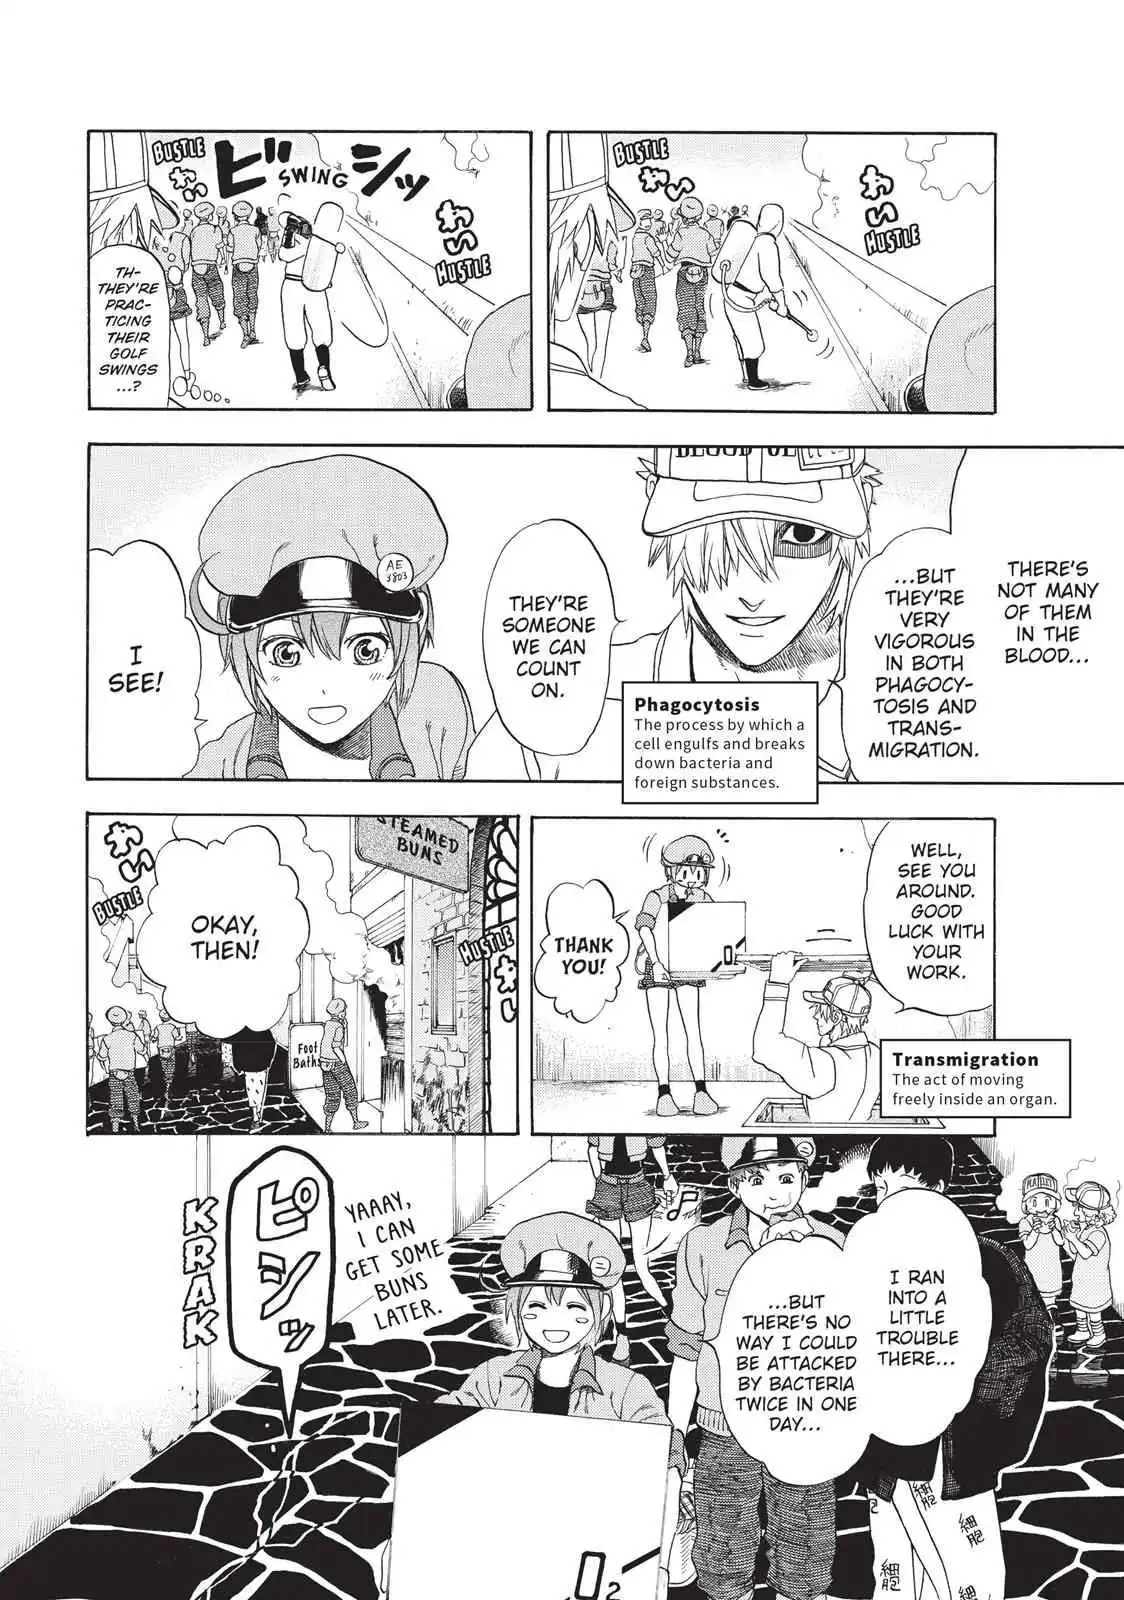 BUSTLE
わい
わい
HUSTLE
BUSTLE
わい
ビシッ
SWING
わい
HUSTLE
TH-
THEY'RE
PRAC-
TICING
THEIR
GOLF
SWINGS
...?
THERE'S
NOT MANY
OF THEM
IN THE
BLOOD...
...BUT
THEY'RE
VERY
VIGOROUS
IN BOTH
PHAGOCY-
TOSIS AND
TRANS-
MIGRATION.
Phagocytosis
The process by which a
cell engulfs and breaks
down bacteria and
foreign substances.
THEY'RE
SOMEONE
WE CAN
COUNT
ON.
AE
3803
I
SEE!
WELL,
SEE YOU
AROUND.
GOOD
LUCK WITH
YOUR
WORK.
THANK
YOU!
Transmigration
The act of moving
freely inside an organ.
STEAMED
BUNS
わい
BUSTLE
OKAY,
THEN!
HUSTLE
わい
Foot
Baths
I RAN
INTO A
LITTLE
TROUBLE
THERE...
...BUT
THERE'S NO
WAY I COULD
BE ATTACKED
BY BACTERIA
TWICE IN ONE
DAY...
YAAAY,
I CAN
GET SOME
BUNS
LATER.
ピシッ
KRAK
O2
細胞
細胞
細胞